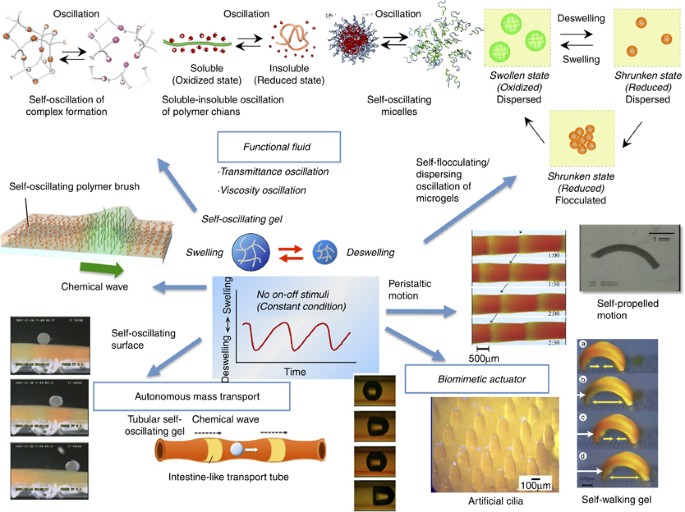 Oscillation
Oscillation
Oscillation
Deswelling
Swelling
Soluble
(Oxidized state)
Insoluble
(Reduced state)
Swollen state
(Oxidized)
Dispersed
Shrunken state
(Reduced)
Dispersed
Self-oscillation of
complex formation
Soluble-insoluble oscillation
of polymer chians
Self-oscillating
micelles
Functional fluid
·Transmittance oscillation
·Viscosity oscillation
Self-flocculating/
dispersing
oscillation of
microgels
Shrunken state
(Reduced)
Flocculated
Self-oscillating polymer brush
Self-oscillating gel
Swelling
Deswelling
Chemical wave
No on-off stimuli
(Constant condition)
Deswelling ⟷ Swelling
Time
Peristaltic
motion
1:00
1:30
2:00
2:30
500μm
1 mm
Self-propelled
motion
Self-oscillating
surface
Autonomous mass transport
Tubular self-
oscillating gel
Chemical wave
Intestine-like transport tube
Biomimetic actuator
100μm
Artificial cilia
a
b
c
d
Self-walking gel